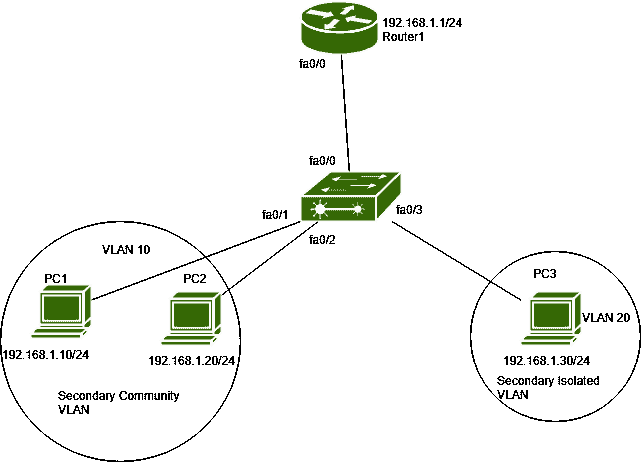 192.168.1.1/24
Router1
fa0/0
fa0/0
fa0/1
fa0/3
fa0/2
VLAN 10
PC1
PC2
PC3
VLAN 20
192.168.1.10/24
192.168.1.20/24
192.168.1.30/24
Secondary Community
VLAN
Secondary Isolated
VLAN